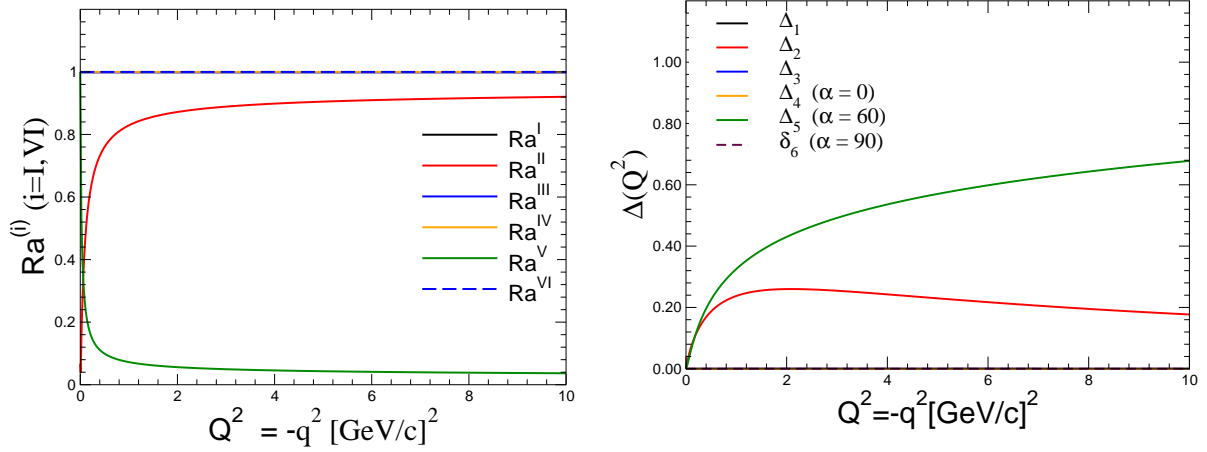 1
0.8
0.6
0.4
0.2
0
Ra^(i) (i=I,VI)
Ra^I
Ra^II
Ra^III
Ra^IV
Ra^V
Ra^VI
0 2 4 6 8 10
Q^2 = -q^2 [GeV/c]^2
Δ_1
Δ_2
Δ_3
Δ_4 (α = 0)
Δ_5 (α = 60)
δ_6 (α = 90)
1.00
0.80
0.60
0.40
0.20
0.00
Δ(Q^2)
0 2 4 6 8 10
Q^2=-q^2[GeV/c]^2